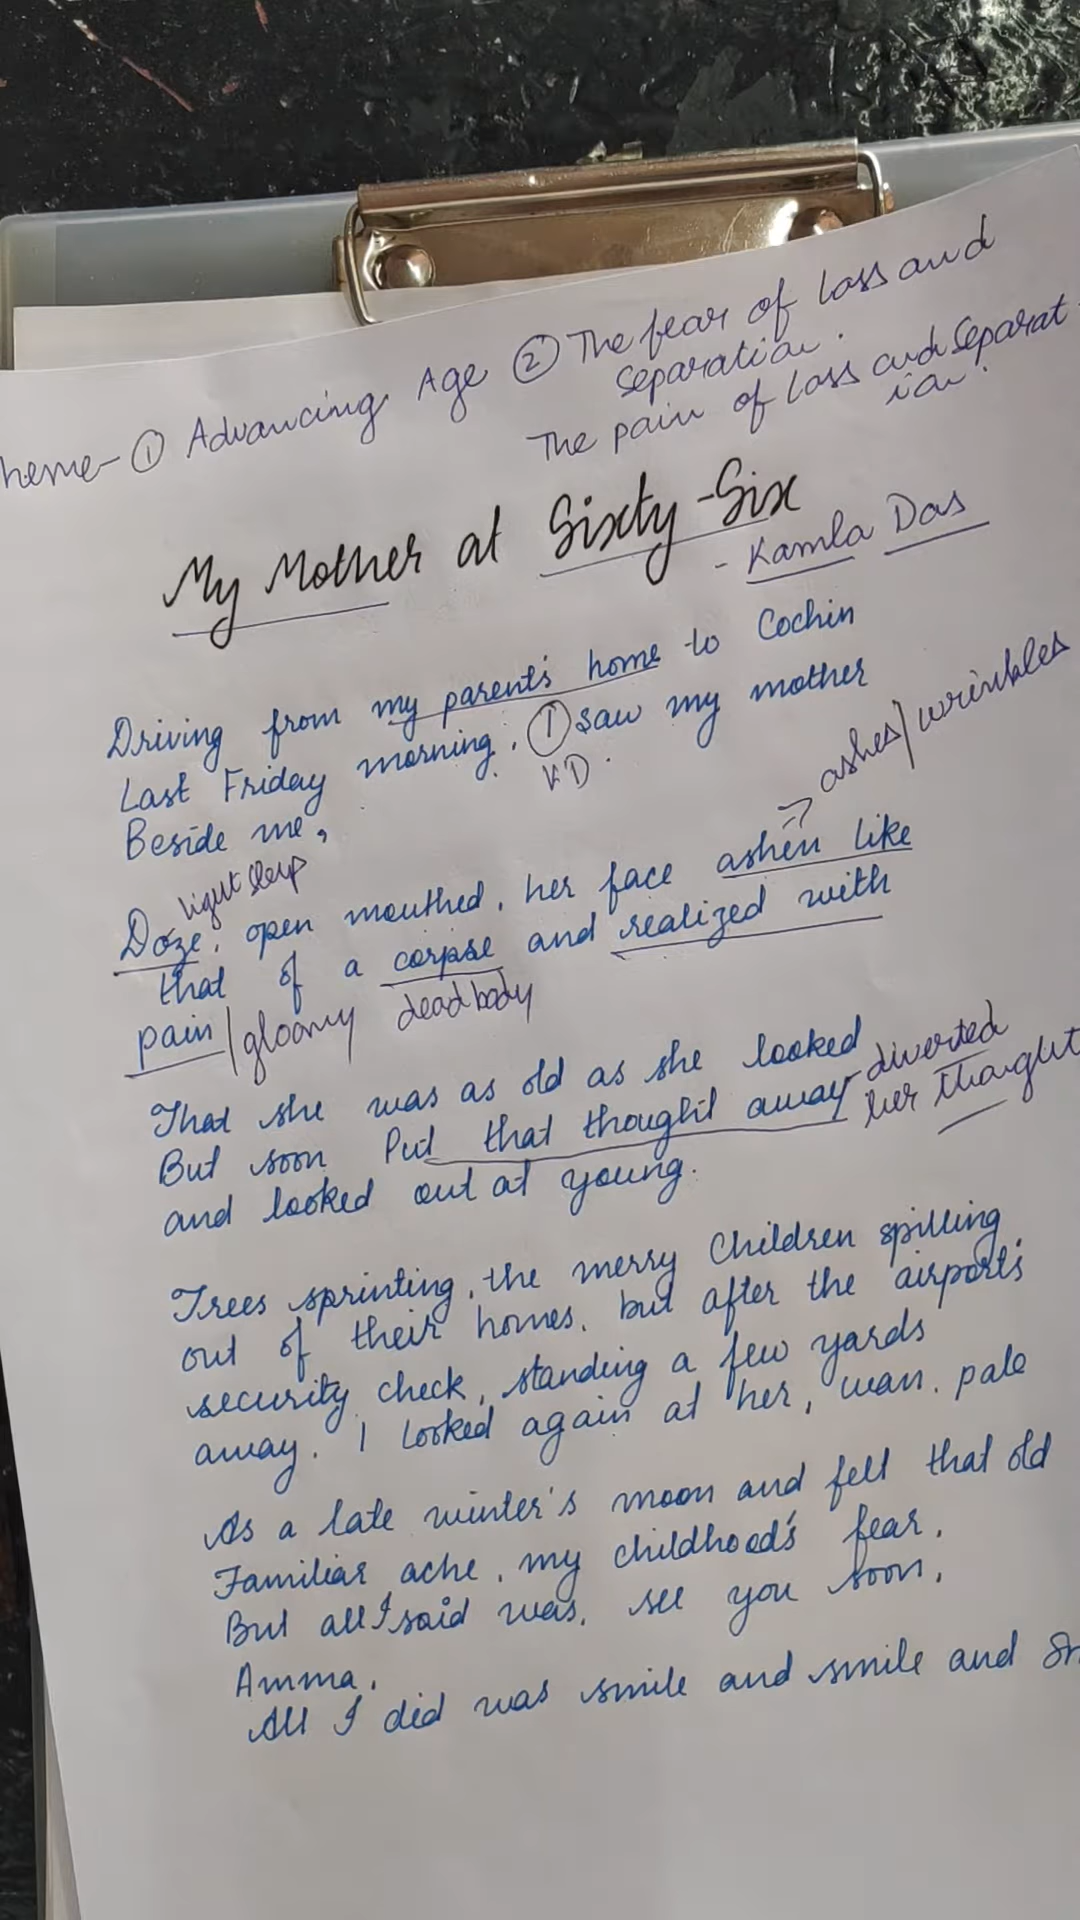 heme- ① Advancing Age ② The fear of loss and
Separation.
The pain of loss and Separat
ion.
My Mother at Sixty-Six
- Kamla Das
Driving from my parent's home to Cochin
Last Friday morning, I saw my mother
KD.
Beside me,
ashes/wrinkles
light sleep
Doze, open mouthed, her face ashen like
that of a corpse and realized with
pain/gloomy deadbody
That she was as old as she looked
But soon Put that thought away - diverted
her thought
and looked out at young.
Trees sprinting, the merry Children spilling
out of their homes, but after the airport's
security check, standing a few yards
away. I looked again at her, wan, pale
As a late winter's moon and felt that old
Familiar ache, my childhood's fear,
But all I said was, see you soon,
Amma,
All I did was smile and smile and Sm